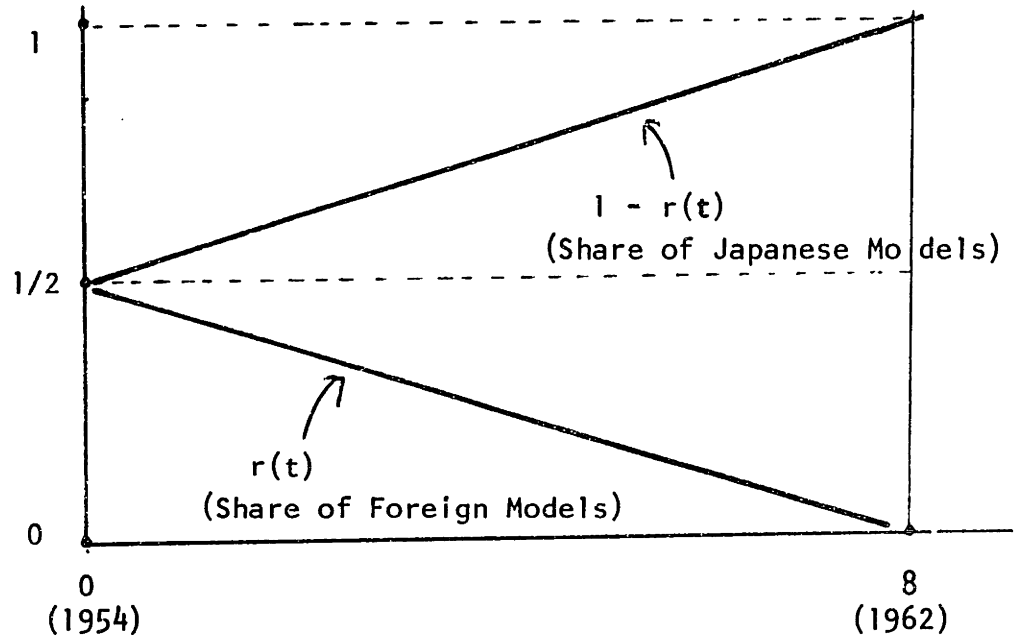 1
1 - r(t)
(Share of Japanese Models)
1/2
r(t)
(Share of Foreign Models)
0
0
8
(1954)
(1962)